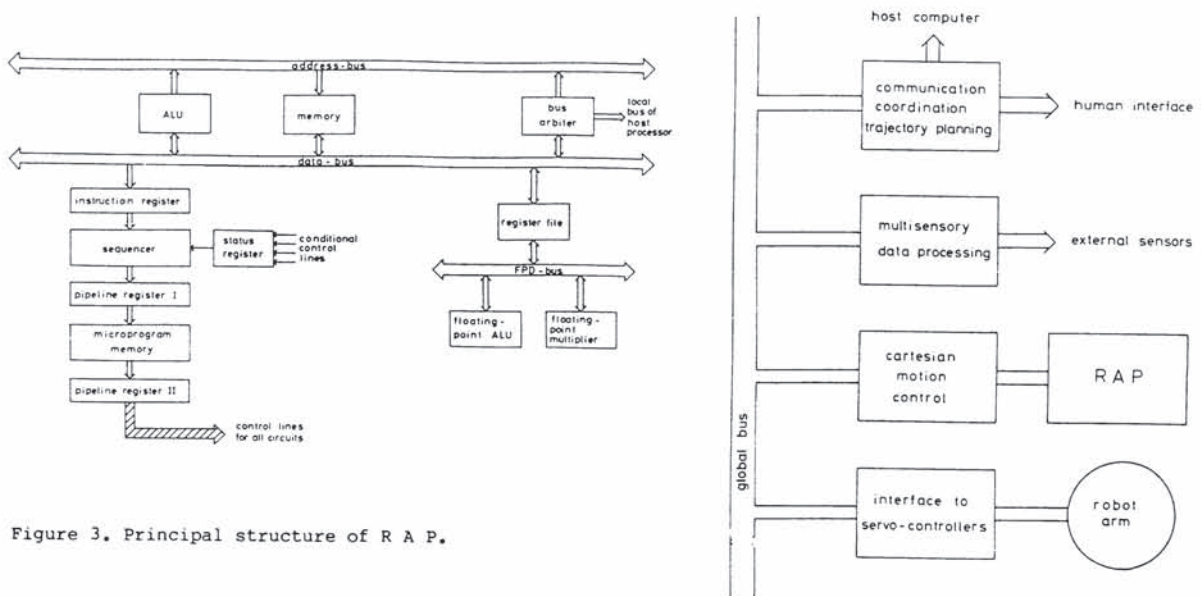 address-bus
ALU
memory
bus
arbiter
local
bus of
host
processor
data-bus
instruction register
sequencer
status
register
conditional
control
lines
pipeline register I
microprogram
memory
pipeline register II
control lines
for all circuits
register file
FPD-bus
floating-
point ALU
floating-
point
multiplier
Figure 3. Principal structure of R A P.
global bus
host computer
communication
coordination
trajectory planning
human interface
multisensory
data processing
external sensors
cartesian
motion
control
R A P
interface to
servo-controllers
robot
arm